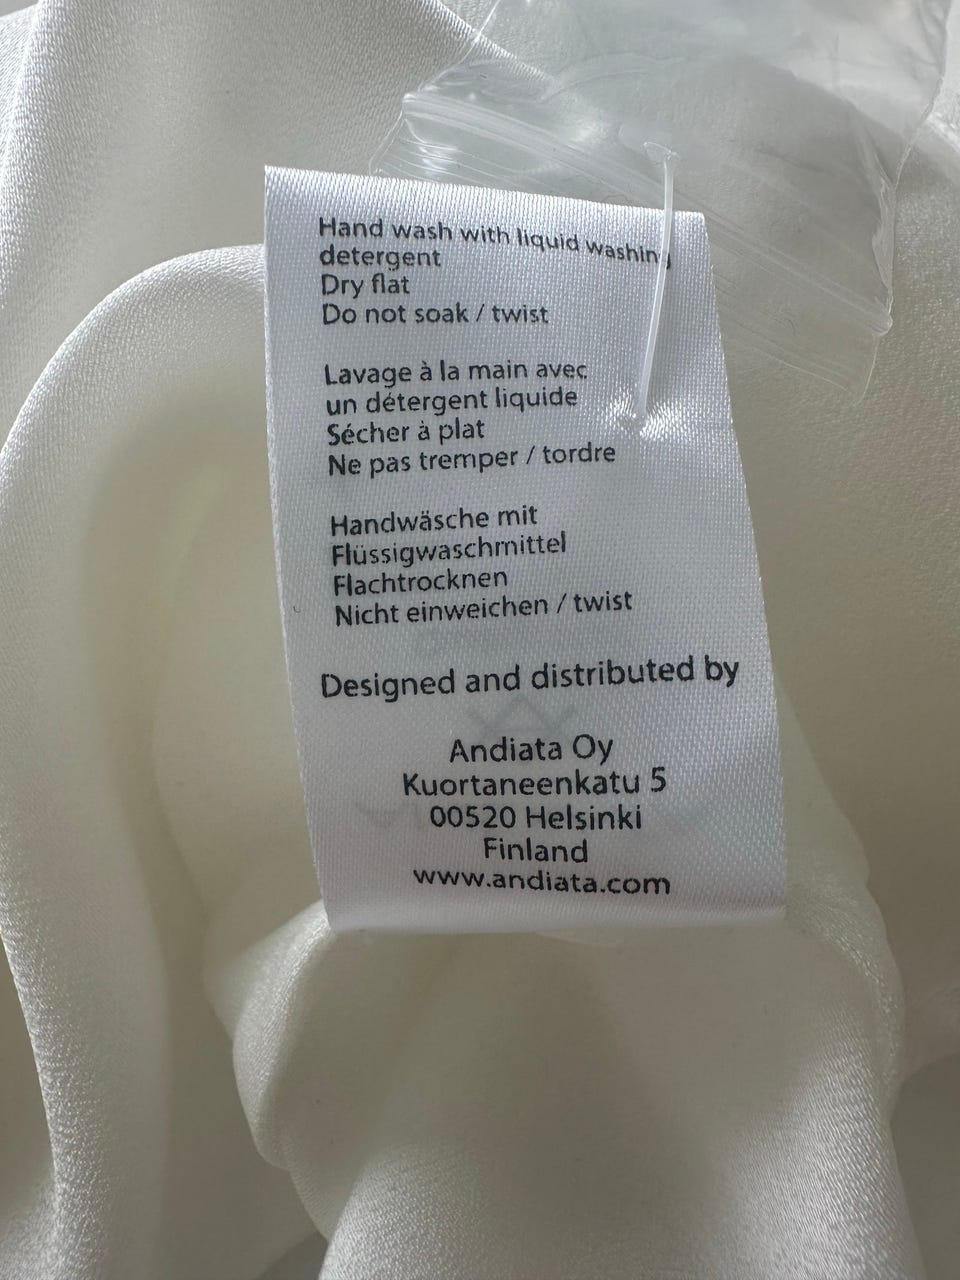 Hand wash with liquid washing
detergent
Dry flat
Do not soak / twist
Lavage à la main avec
un détergent liquide
Sécher à plat
Ne pas tremper / tordre
Handwäsche mit
Flüssigwaschmittel
Flachtrocknen
Nicht einweichen / twist
Designed and distributed by
Andiata Oy
Kuortaneenkatu 5
00520 Helsinki
Finland
www.andiata.com